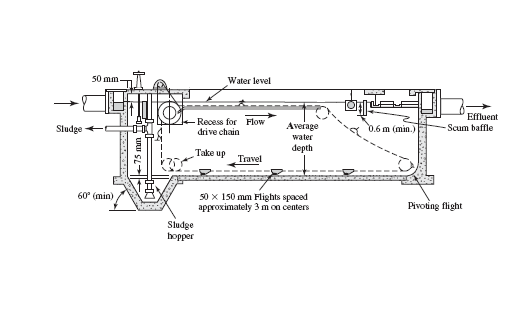 50 mm
Water level
Effluent
Sludge
Recess for
drive chain
Flow
Average
water
depth
0.6 m (min.)
Scum baffle
.75 mm
Take up
Travel
60° (min)
50 × 150 mm Flights spaced
approximately 3 m on centers
Pivoting flight
Sludge
hopper